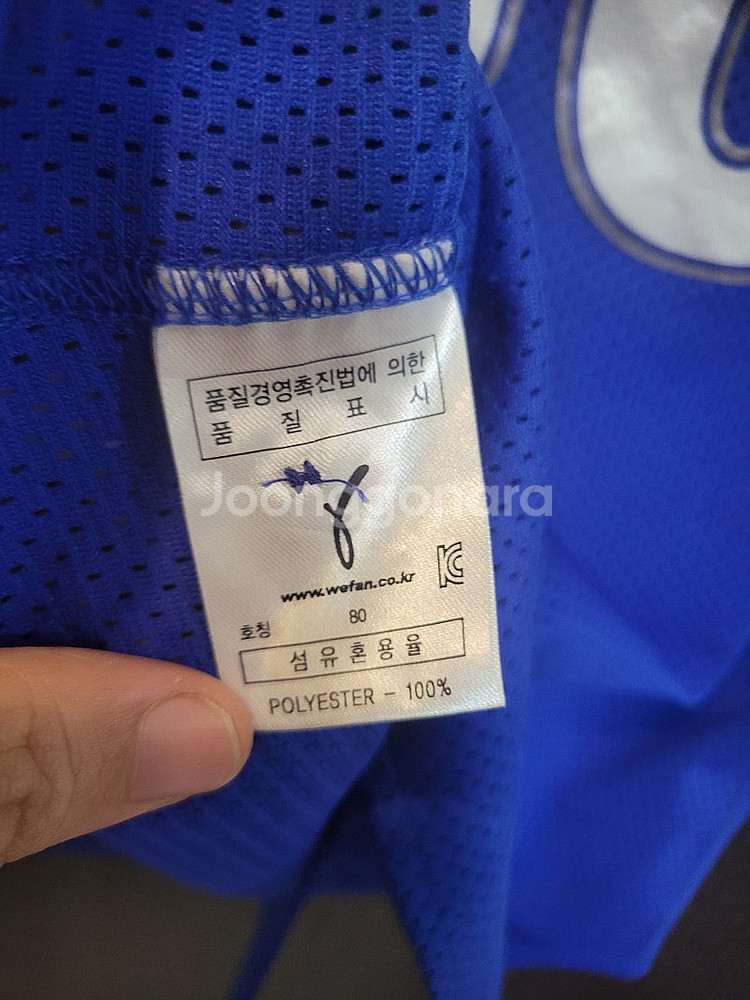 품질경영촉진법에 의한
품 질 표 시
Joonggonara
www.wefan.co.kr
호칭 80
섬 유 혼 용 율
POLYESTER - 100%